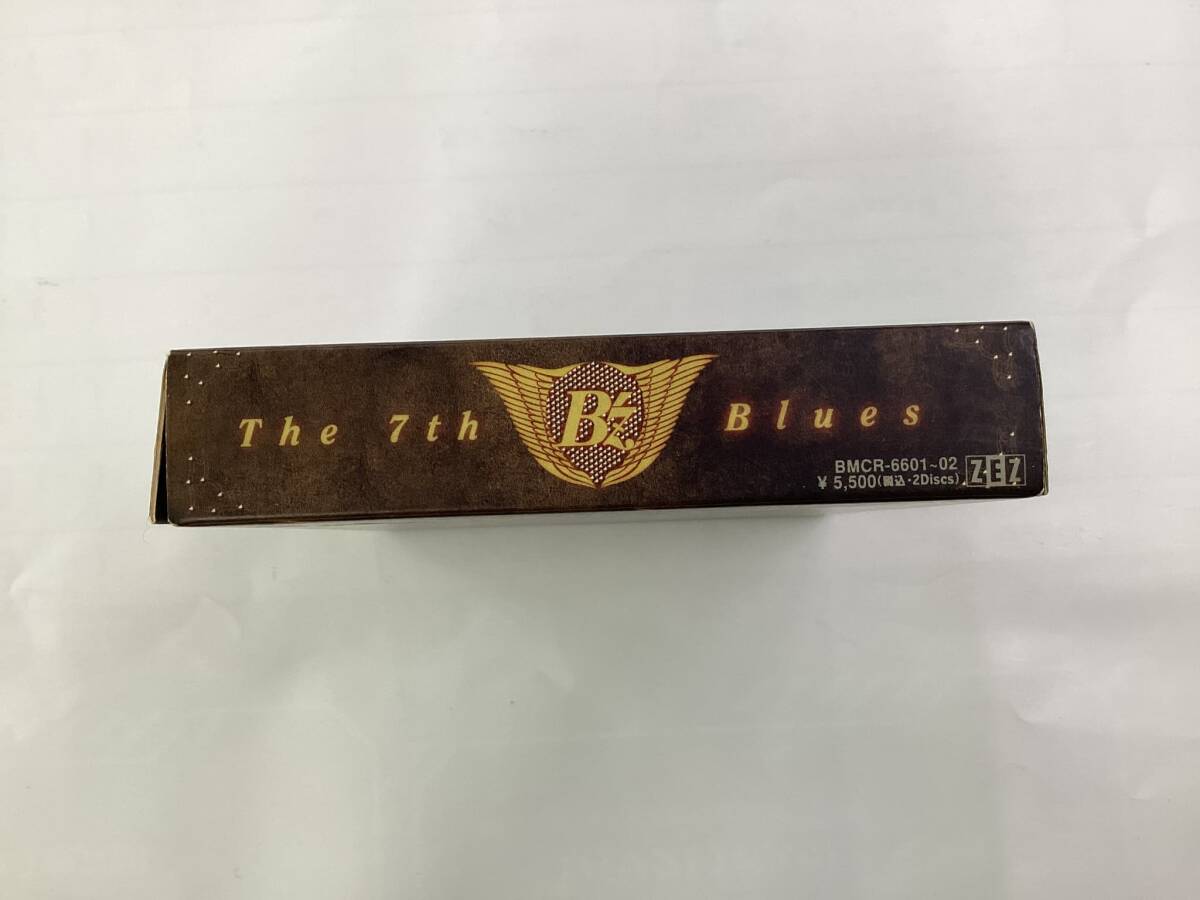 The 7th B'z Blues
BMCR-6601~02
¥5,500(税込・2Discs) ZEZ